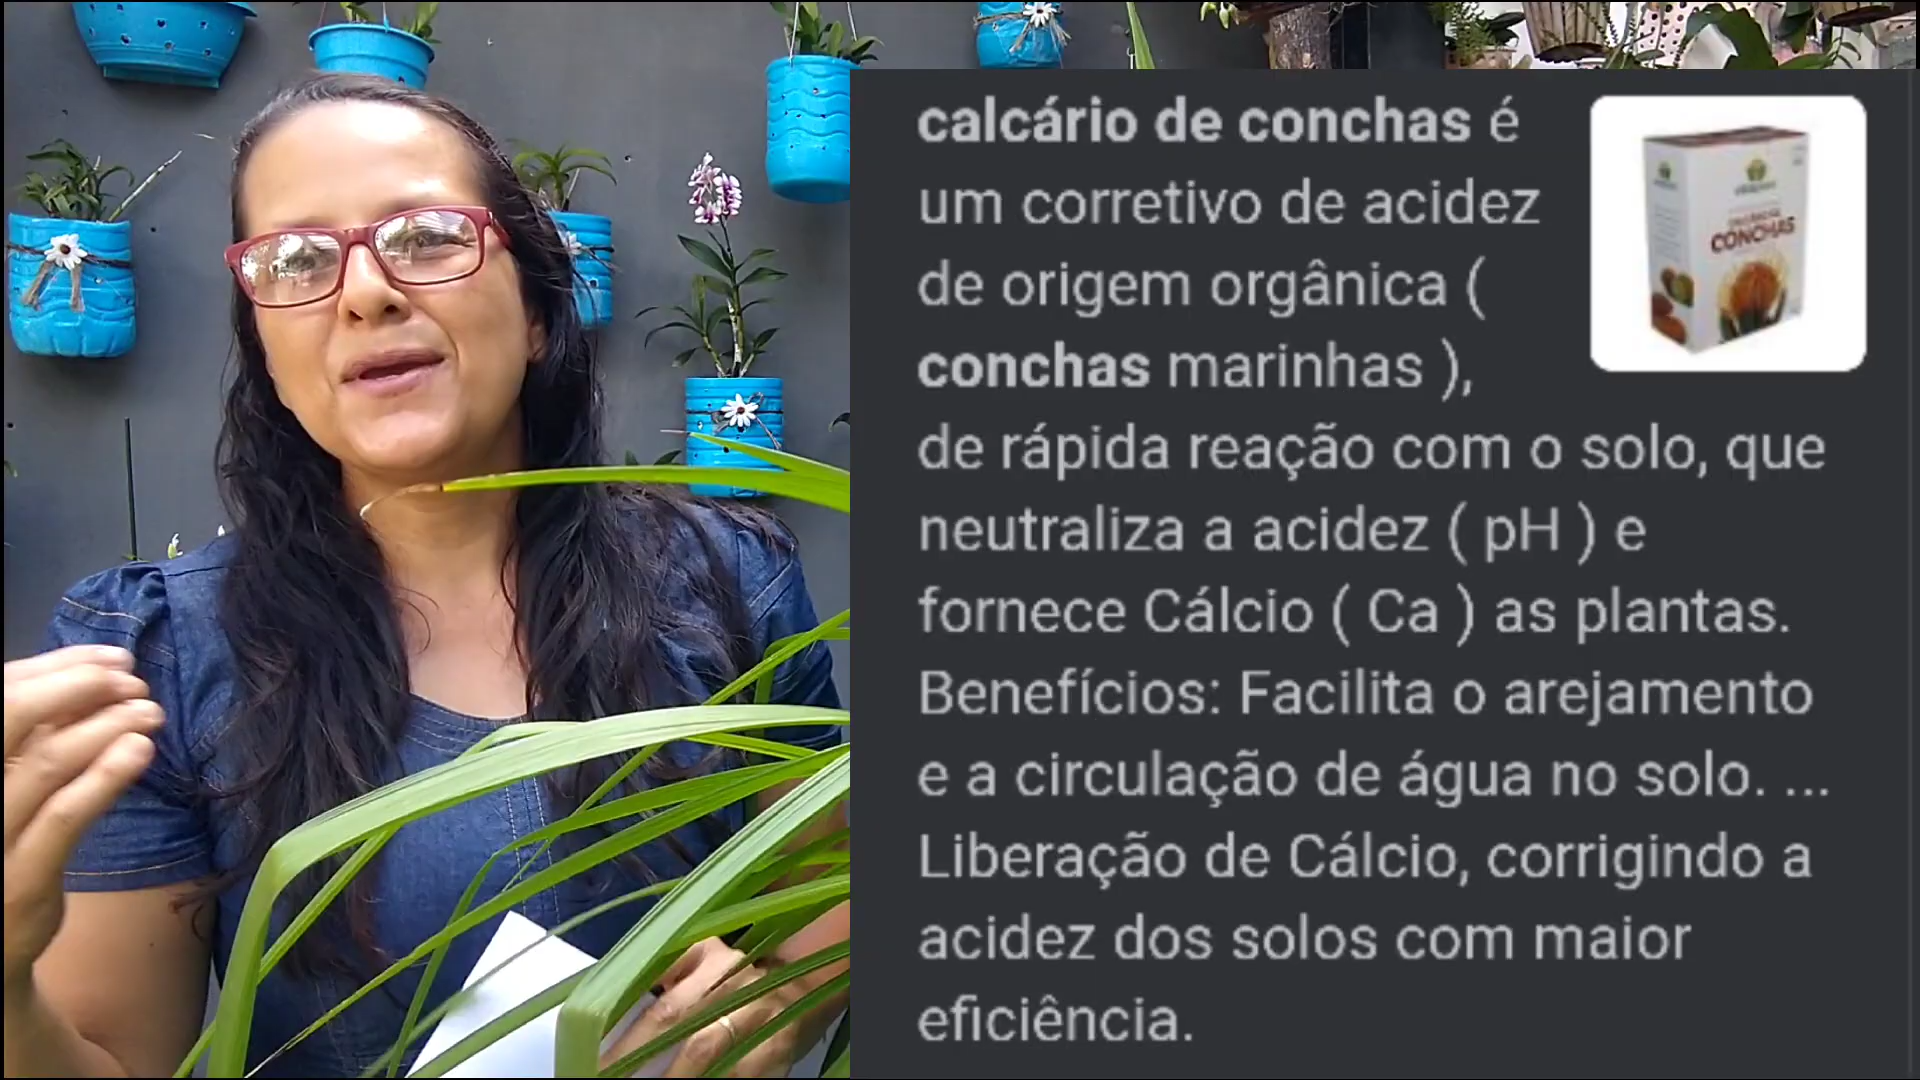 calcário de conchas é
um corretivo de acidez
de origem orgânica (
conchas marinhas ),
de rápida reação com o solo, que
neutraliza a acidez ( pH ) e
fornece Cálcio ( Ca ) as plantas.
Benefícios: Facilita o arejamento
e a circulação de água no solo. ...
Liberação de Cálcio, corrigindo a
acidez dos solos com maior
eficiência.
CONCHAS